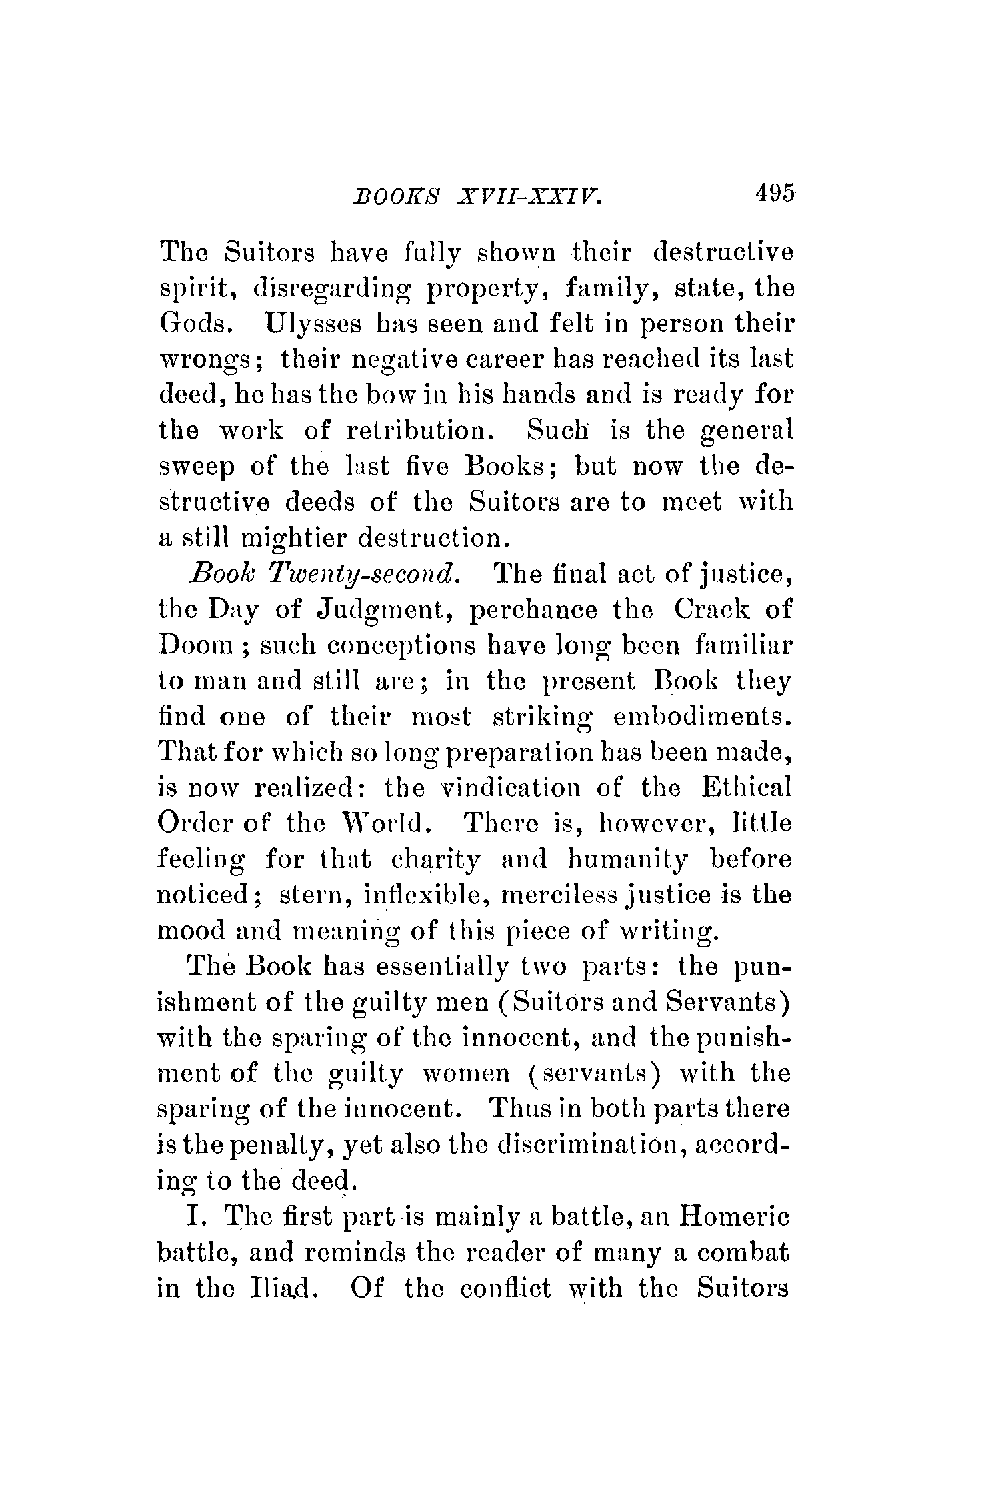 BOOKS XVII-XXIV. 495
The Suitors have fully shown their destructive
spirit, disregarding property, family, state, the
Gods. Ulysses has seen and felt in person their
wrongs; their negative career has reached its last
deed, he has the bow in his hands and is ready for
the work of retribution. Such is the general
sweep of the last five Books; but now the de-
structive deeds of the Suitors are to meet with
a still mightier destruction.
Book Twenty-second. The final act of justice,
the Day of Judgment, perchance the Crack of
Doom; such conceptions have long been familiar
to man and still are; in the present Book they
find one of their most striking embodiments.
That for which so long preparation has been made,
is now realized: the vindication of the Ethical
Order of the World. There is, however, little
feeling for that charity and humanity before
noticed; stern, inflexible, merciless justice is the
mood and meaning of this piece of writing.
The Book has essentially two parts: the pun-
ishment of the guilty men (Suitors and Servants)
with the sparing of the innocent, and the punish-
ment of the guilty women (servants) with the
sparing of the innocent. Thus in both parts there
is the penalty, yet also the discrimination, accord-
ing to the deed.
I. The first part is mainly a battle, an Homeric
battle, and reminds the reader of many a combat
in the Iliad. Of the conflict with the Suitors